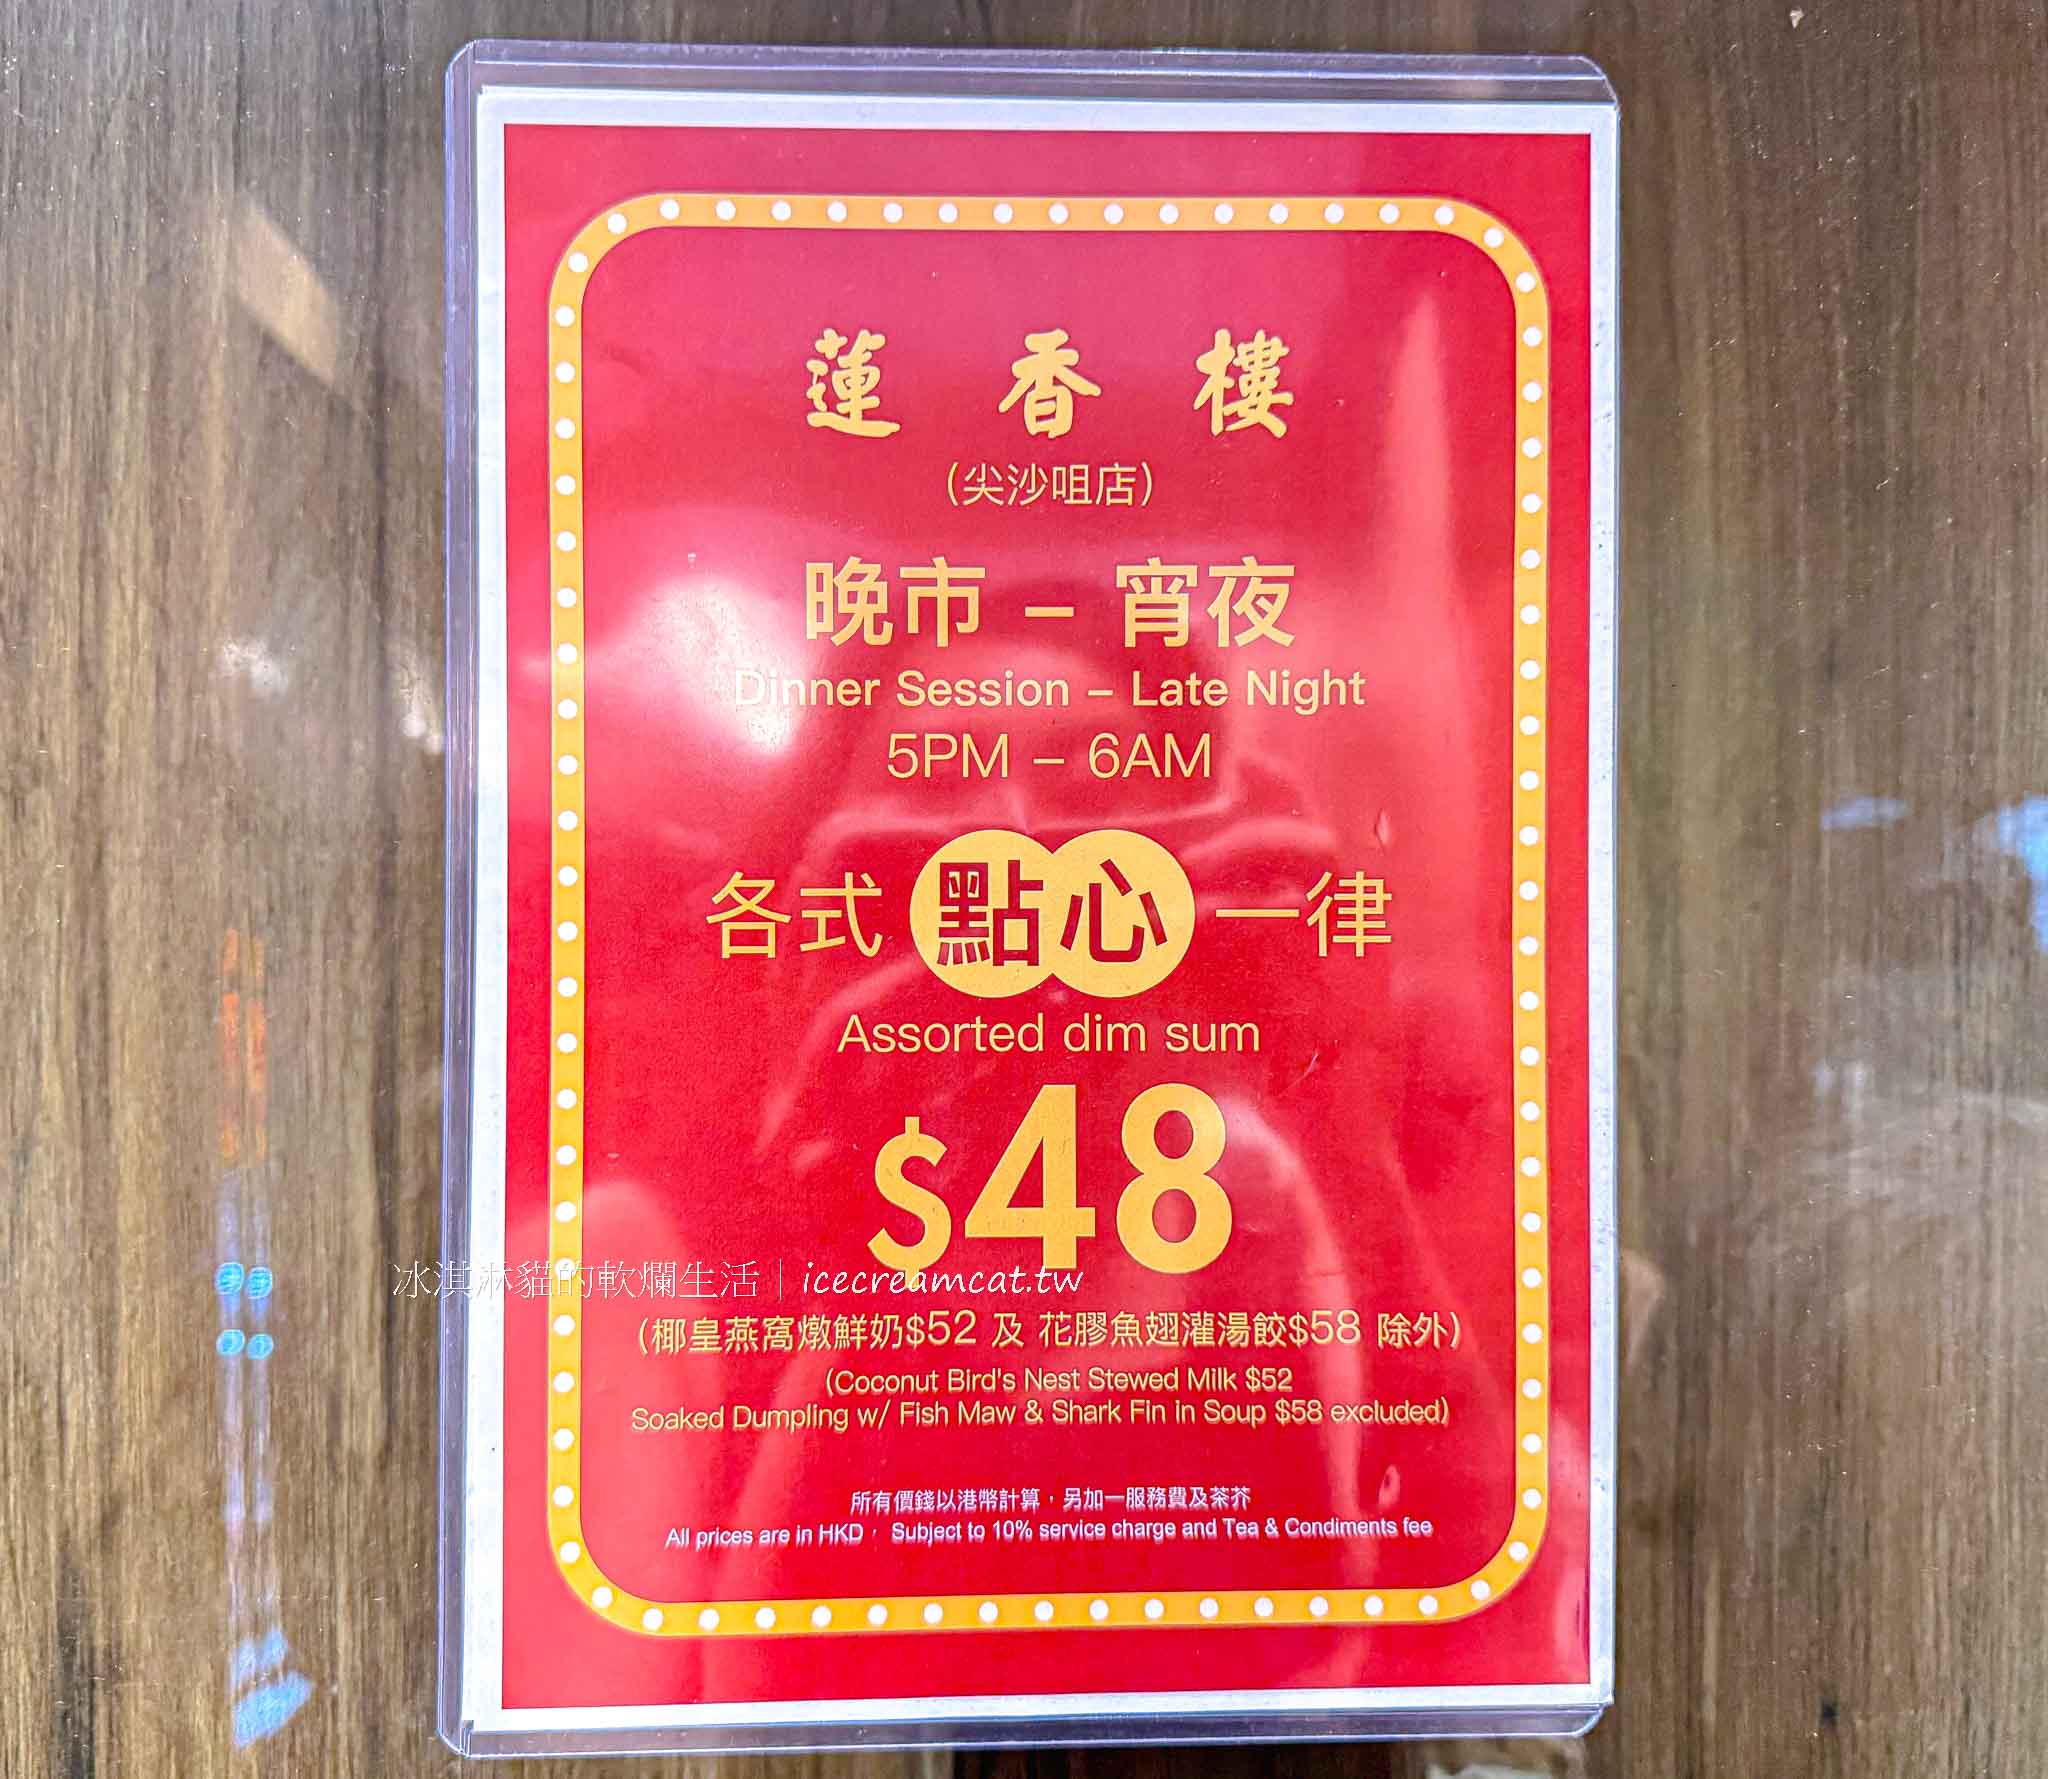 蓮香樓
(尖沙咀店)
晚市 – 宵夜
Dinner Session – Late Night
5PM – 6AM
各式 點心 一律
Assorted dim sum
$48
冰淇淋貓的軟爛生活｜icecreamcat.tw
(椰皇燕窩燉鮮奶$52 及 花膠魚翅灌湯餃$58 除外)
(Coconut Bird's Nest Stewed Milk $52
Soaked Dumpling w/ Fish Maw & Shark Fin in Soup $58 excluded)
所有價錢以港幣計算，另加一服務費及茶芥
All prices are in HKD， Subject to 10% service charge and Tea & Condiments fee